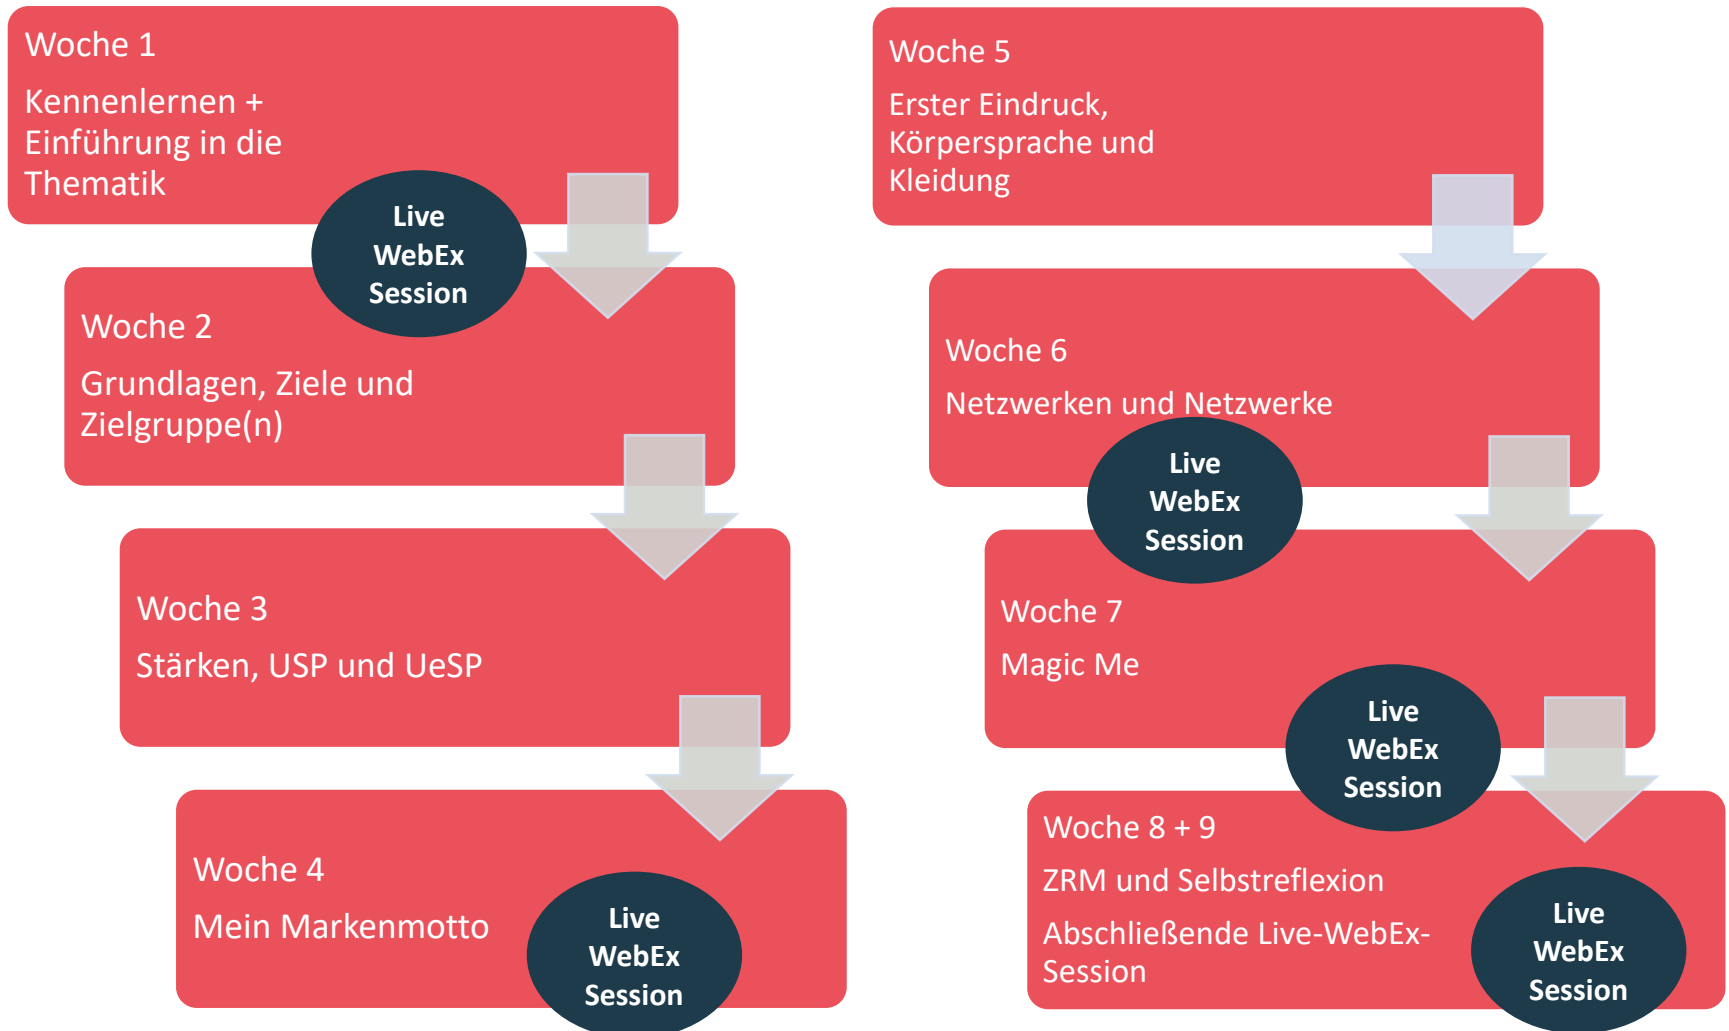 Woche 1
Kennenlernen +
Einführung in die
Thematik
Live
WebEx
Session
Woche 2
Grundlagen, Ziele und
Zielgruppe(n)
Woche 3
Stärken, USP und UeSP
Woche 4
Mein Markenmotto
Live
WebEx
Session
Woche 5
Erster Eindruck,
Körpersprache und
Kleidung
Woche 6
Netzwerken und Netzwerke
Live
WebEx
Session
Woche 7
Magic Me
Live
WebEx
Session
Woche 8 + 9
ZRM und Selbstreflexion
Abschließende Live-WebEx-
Session
Live
WebEx
Session